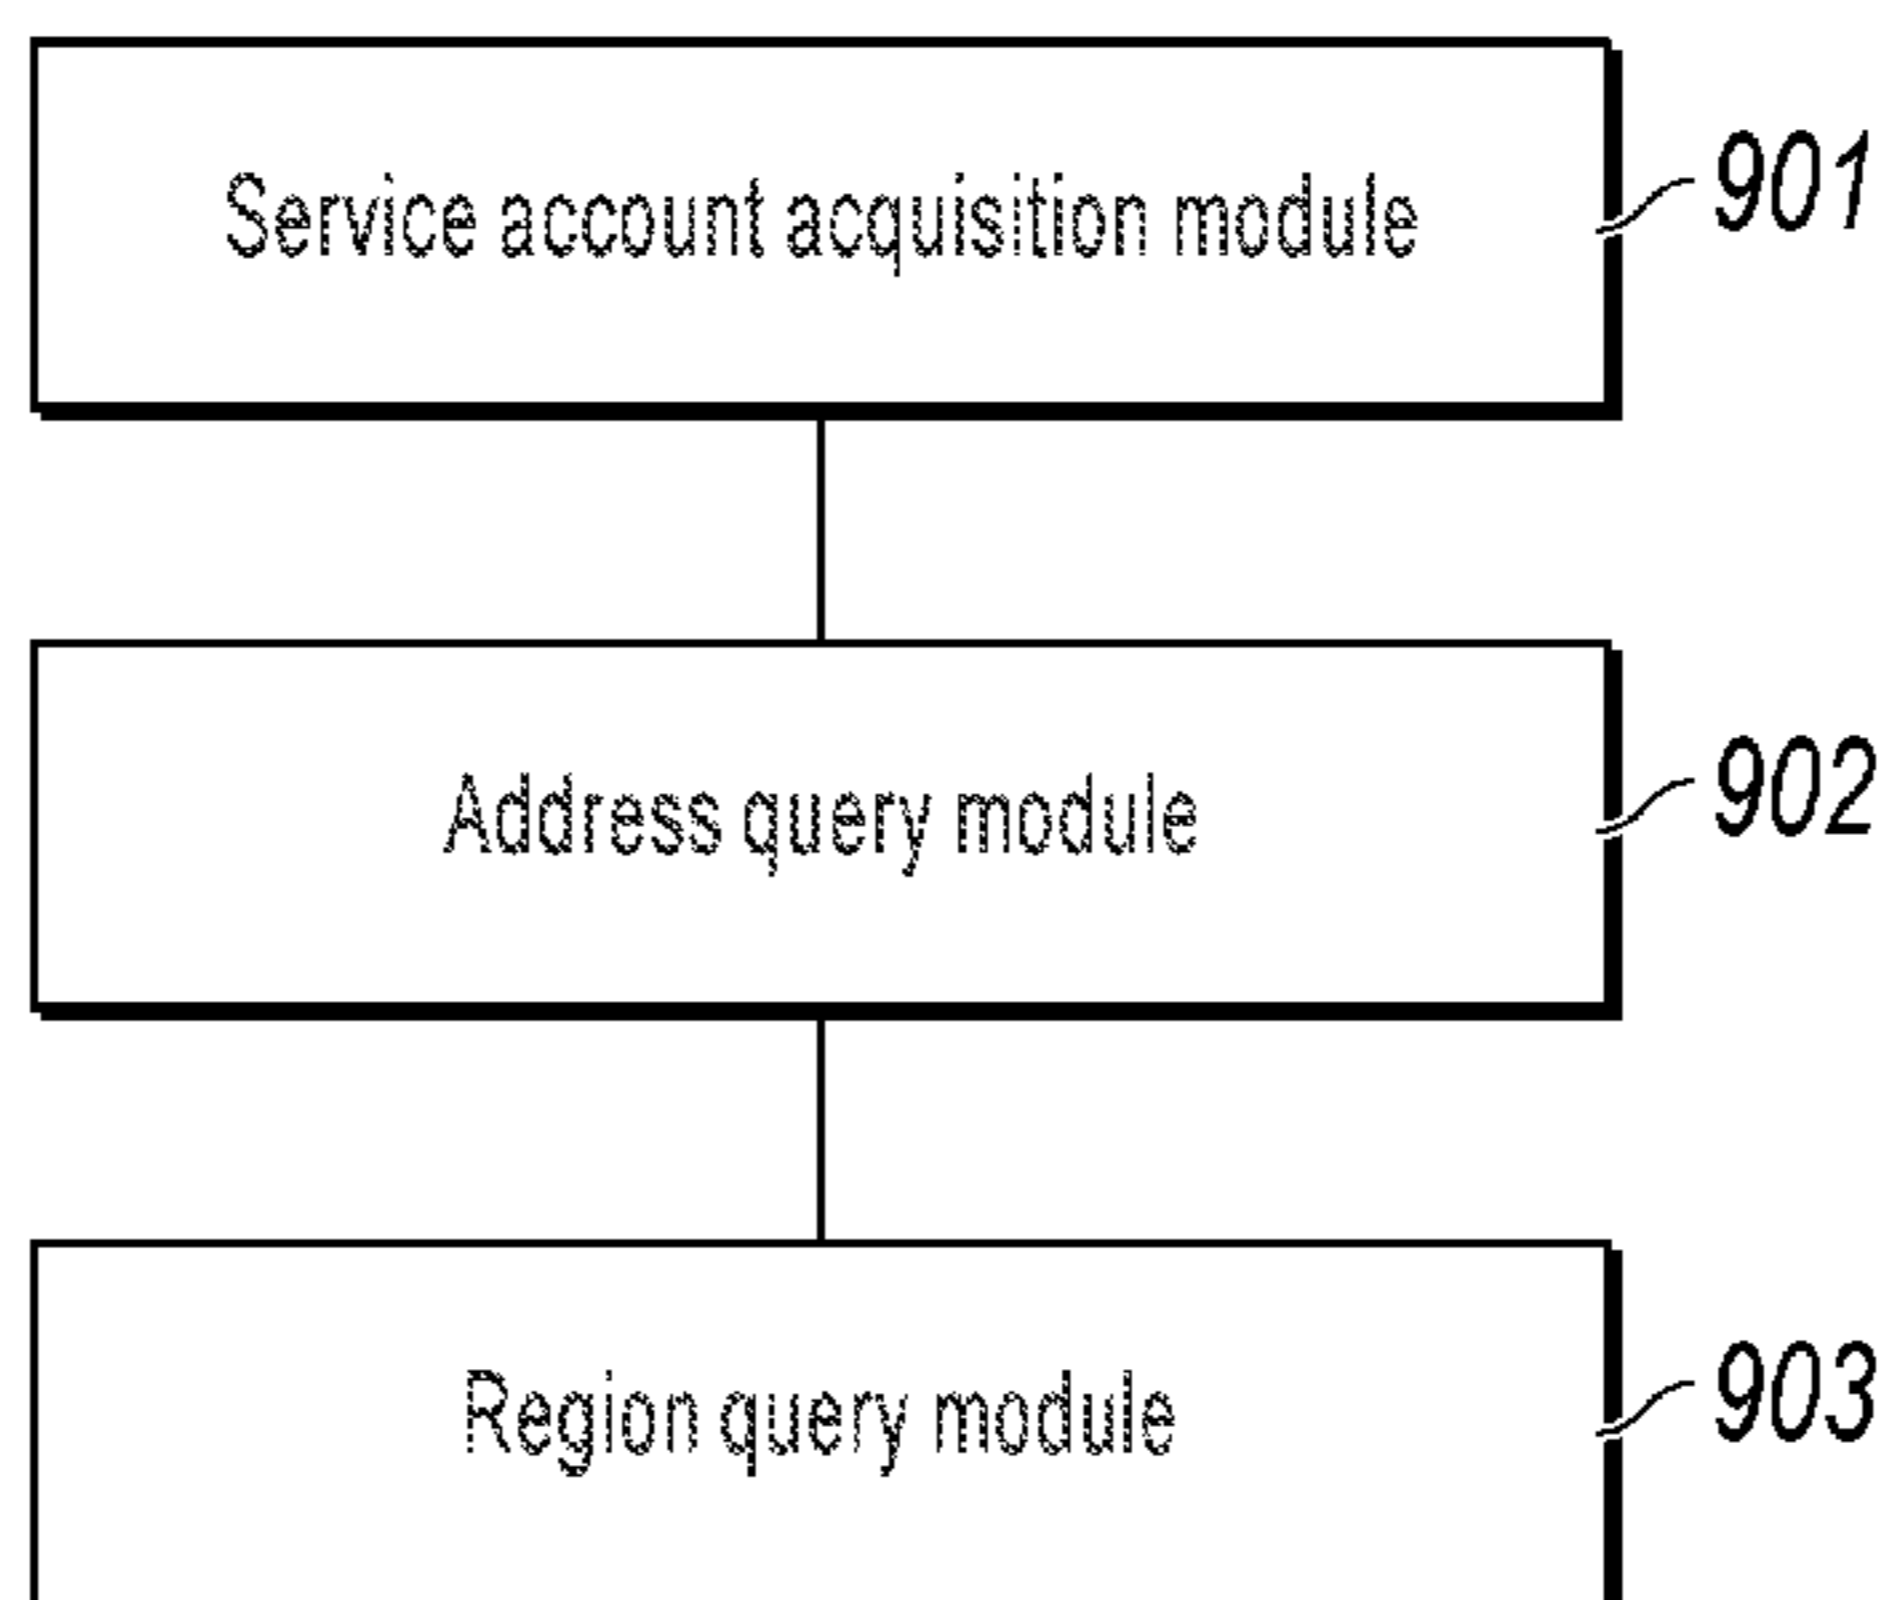 Service account acquisition module
901
Address query module
902
Region query module
903